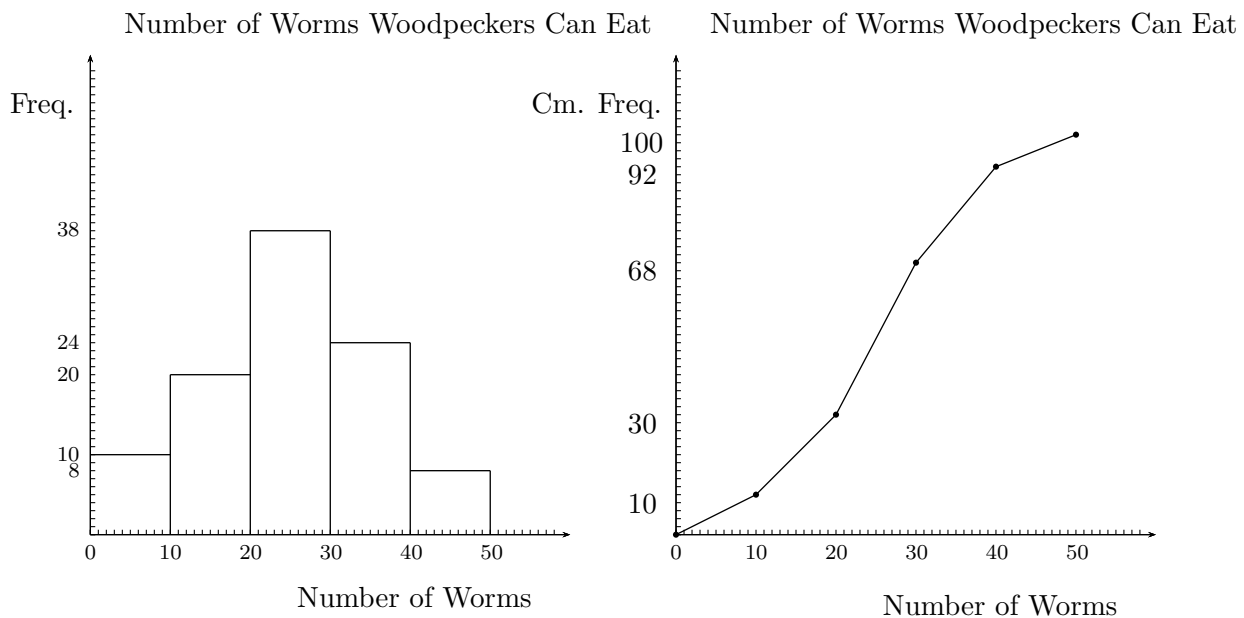 Number of Worms Woodpeckers Can Eat
Freq.
38
24
20
10
8
0 10 20 30 40 50
Number of Worms
Number of Worms Woodpeckers Can Eat
Cm. Freq.
100
92
68
30
10
0 10 20 30 40 50
Number of Worms